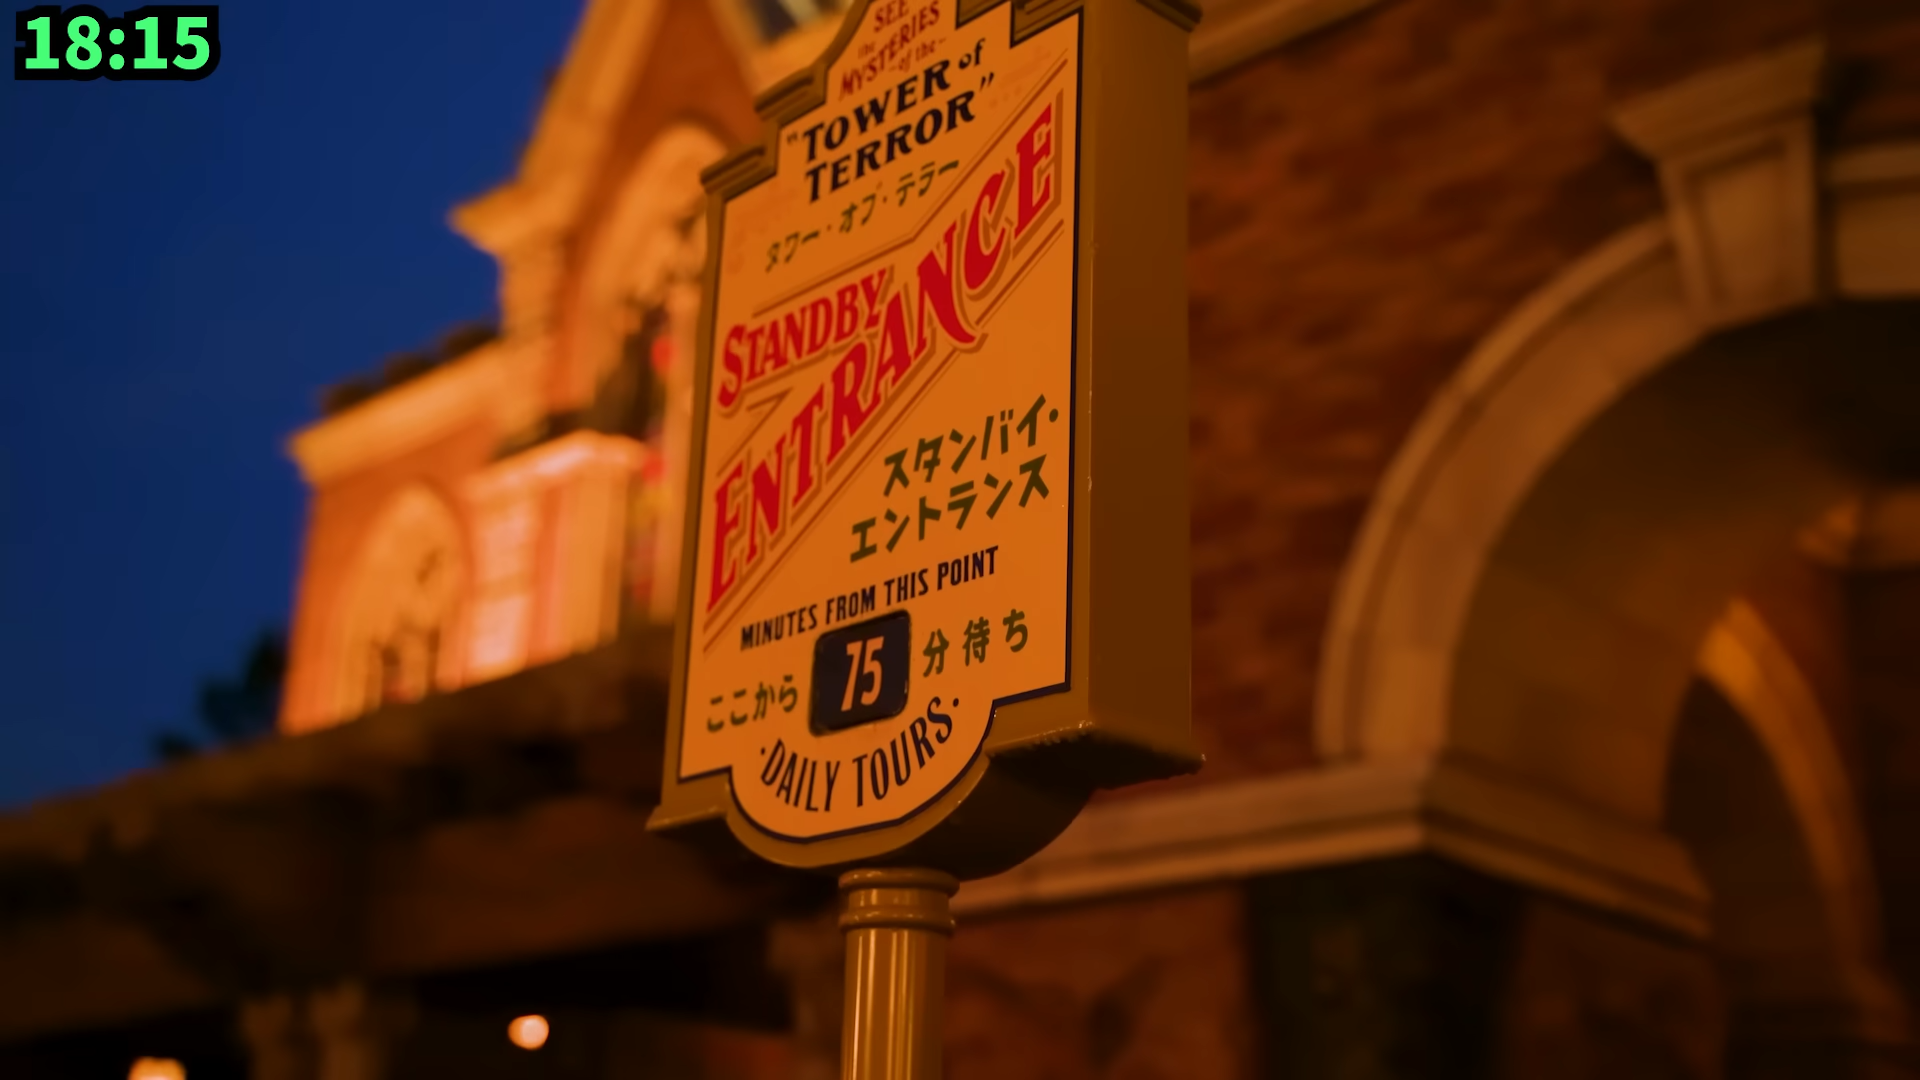 18:15
SEE
the
MYSTERIES
-of the-
"TOWER of
TERROR"
タワー・オブ・テラー
STANDBY
ENTRANCE
スタンバイ・
エントランス
MINUTES FROM THIS POINT
ここから 75 分待ち
·DAILY TOURS·